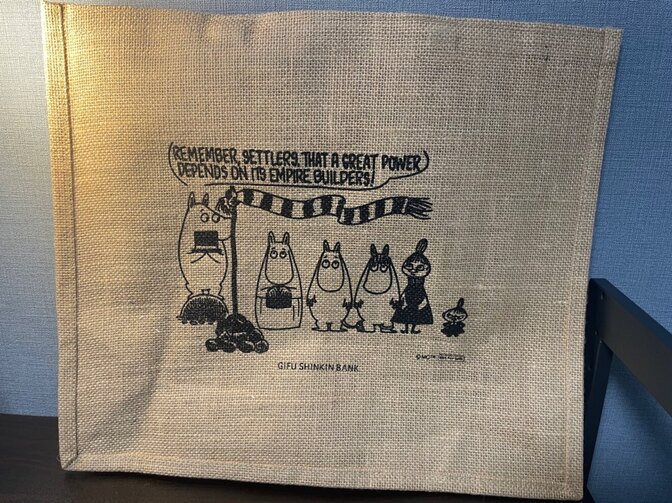 REMEMBER, SETTLERS, THAT A GREAT POWER
DEPENDS ON ITS EMPIRE BUILDERS!
GIFU SHINKIN BANK